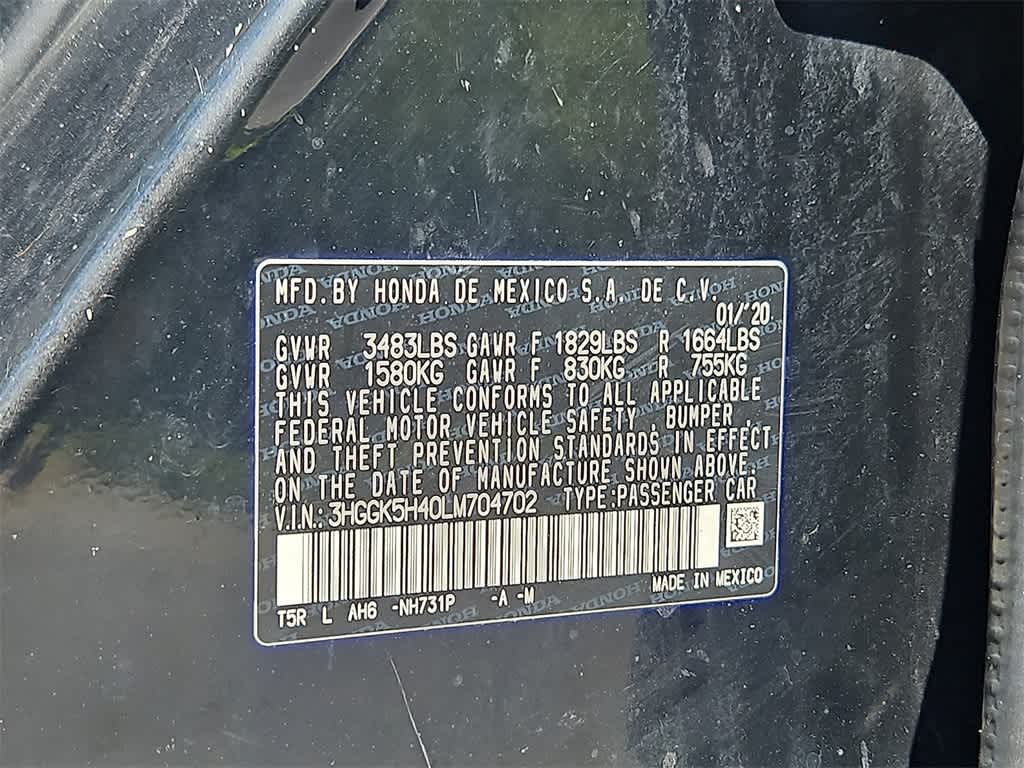 MFD. BY HONDA DE MEXICO S.A. DE C.V.
01/'20
GVWR 3483LBS GAWR F 1829LBS R 1664LBS
GVWR 1580KG GAWR F 830KG R 755KG
THIS VEHICLE CONFORMS TO ALL APPLICABLE
FEDERAL MOTOR VEHICLE SAFETY, BUMPER,
AND THEFT PREVENTION STANDARDS IN EFFECT
ON THE DATE OF MANUFACTURE SHOWN ABOVE.
V.I.N.: 3HGGK5H40LM704702 TYPE:PASSENGER CAR
MADE IN MEXICO
T5R L AH6 -NH731P -A -M